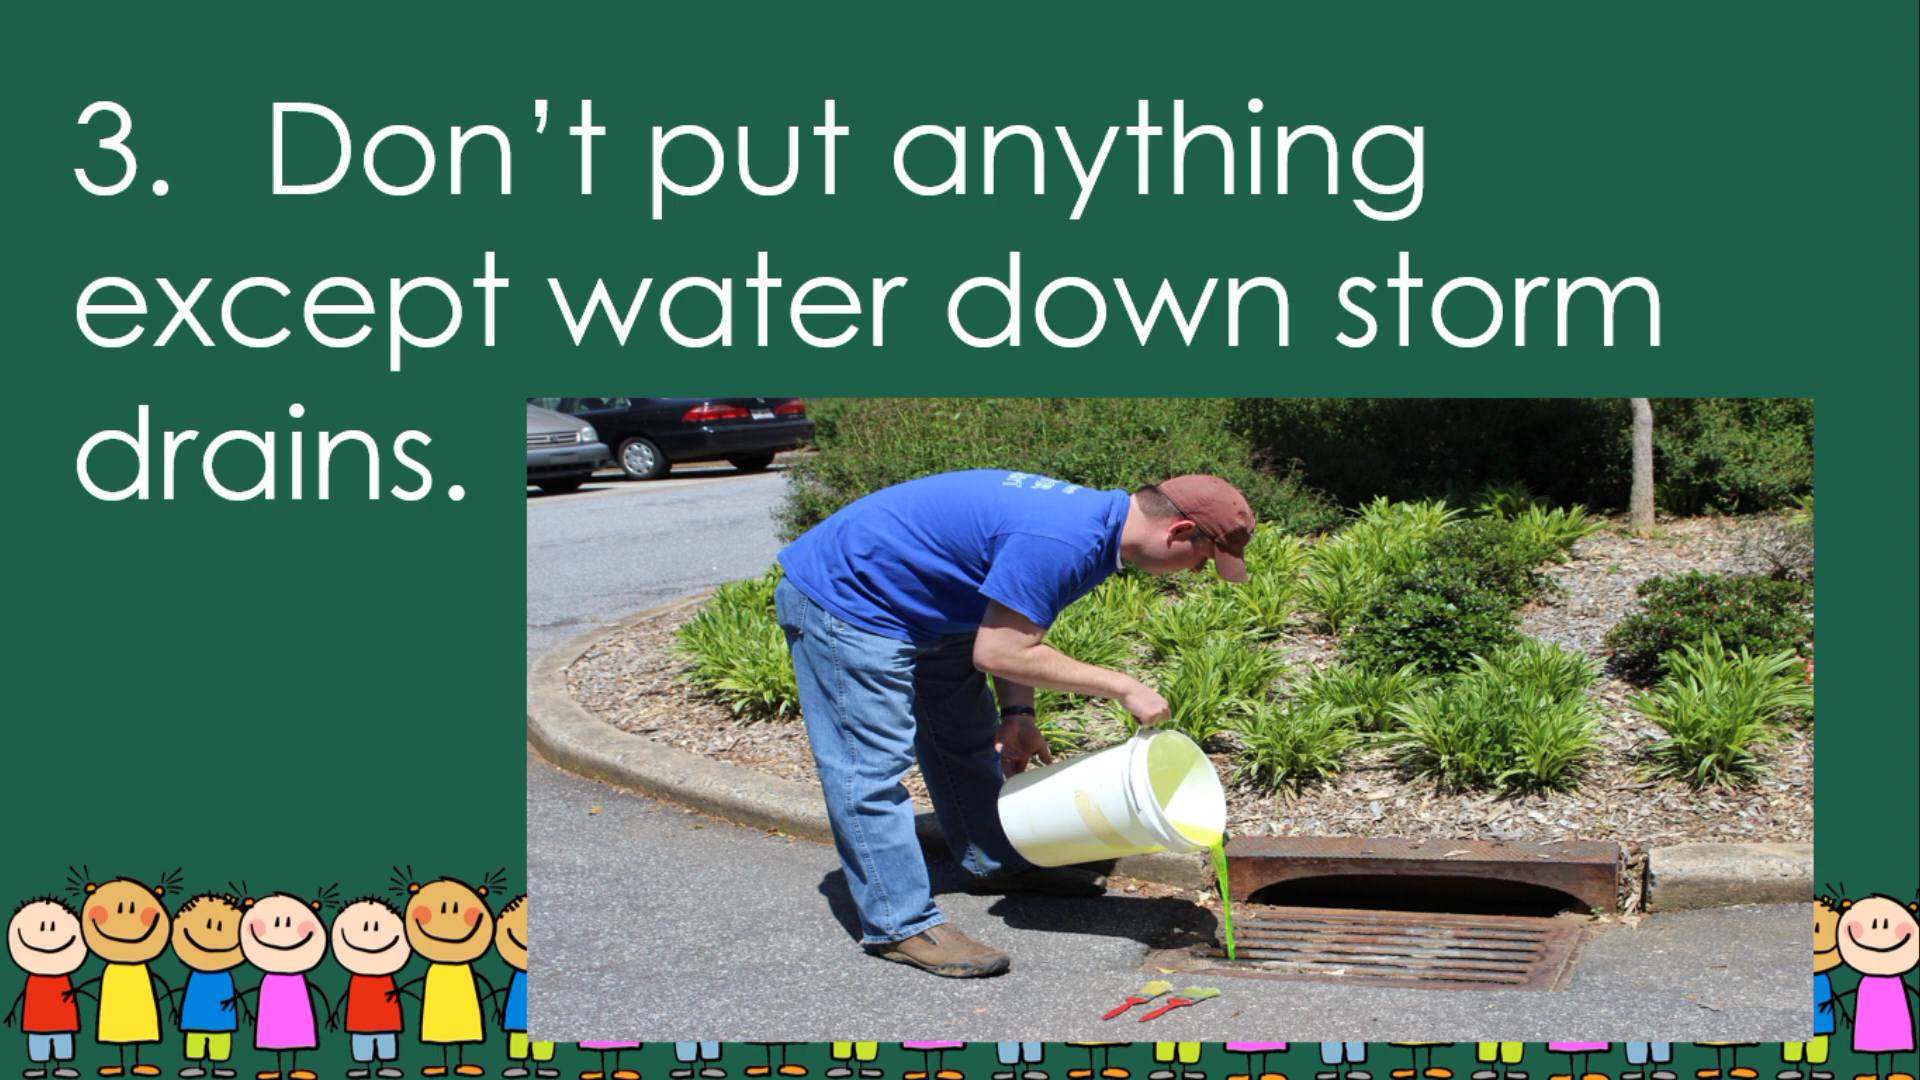 3. Don’t put anything
except water down storm
drains.